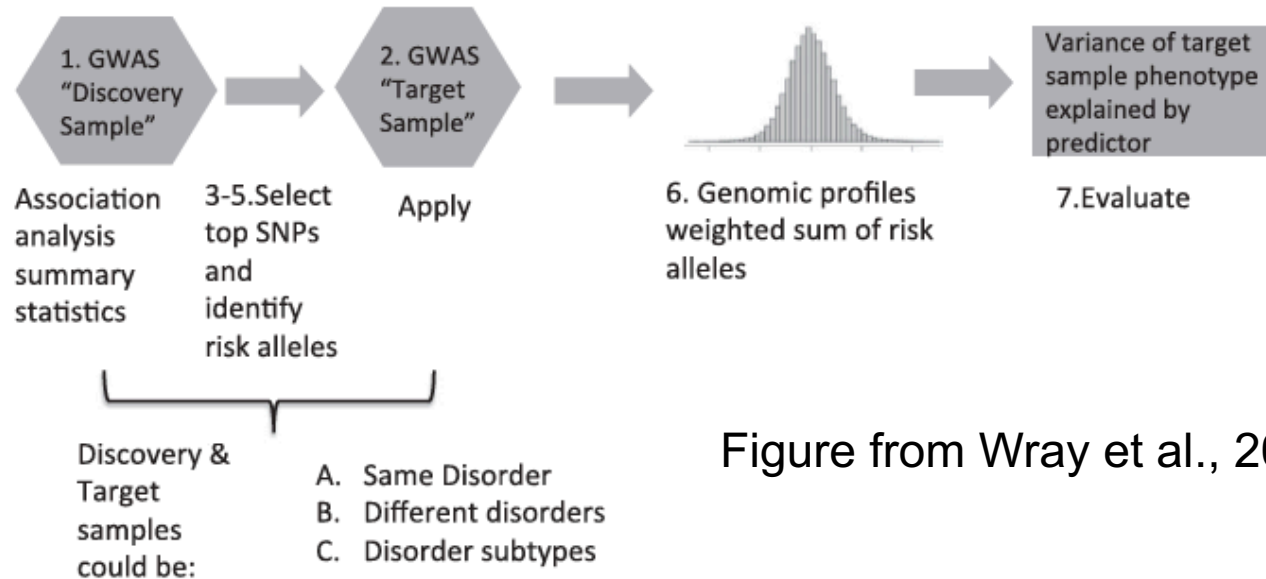 1. GWAS
“Discovery
Sample”
2. GWAS
“Target
Sample”
Variance of target
sample phenotype
explained by
predictor
Association
analysis
summary
statistics
3-5.Select
top SNPs
and
identify
risk alleles
Apply
6. Genomic profiles
weighted sum of risk
alleles
7.Evaluate
Discovery &
Target
samples
could be:
A. Same Disorder
B. Different disorders
C. Disorder subtypes
Figure from Wray et al.,